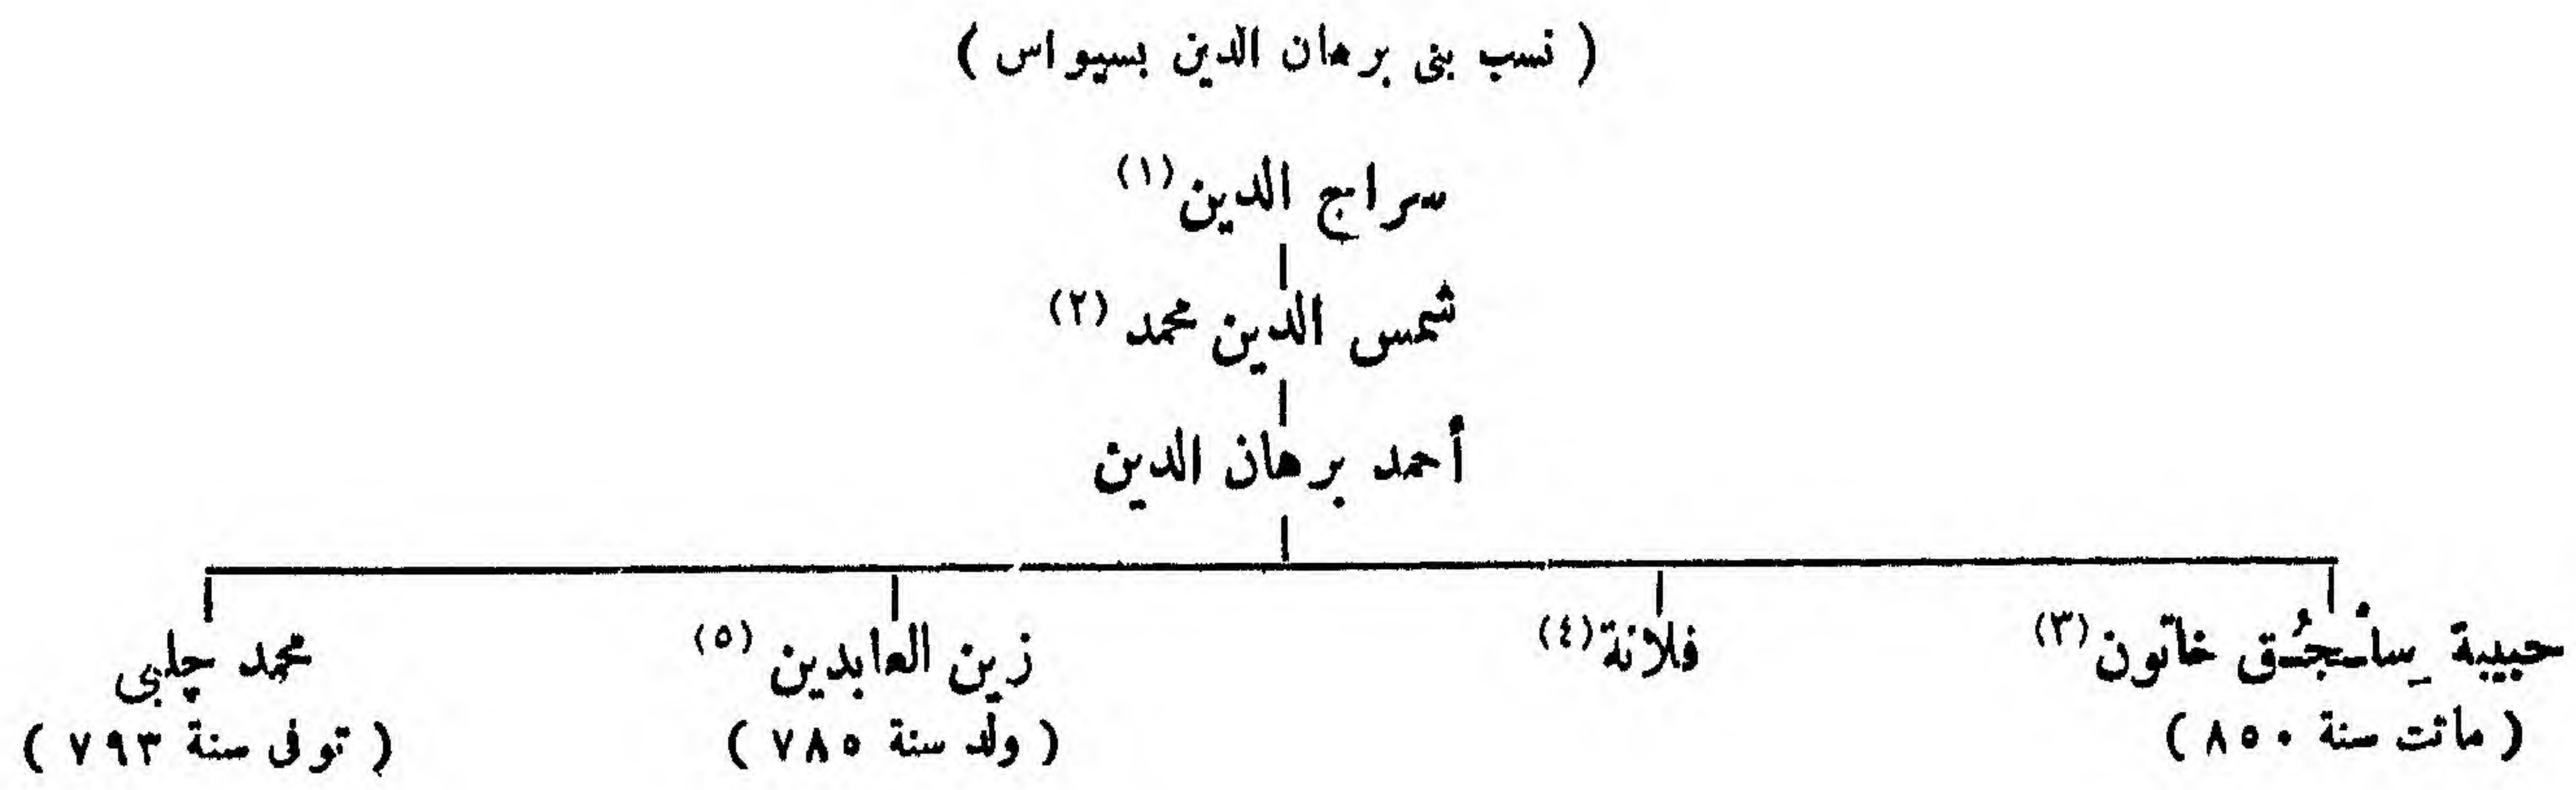 ( نسب بنى برهان الدين بسيواس )
سراج الدين (١)
شمس الدين محمد (٢)
أحمد برهان الدين
حبيبة سِلْجُق خاتون (٣)
( ماتت سنة ٨٥٠ )
فلانة (٤)
زين العابدين (٥)
( ولد سنة ٧٨٥ )
محمد چلبى
( توفى سنة ٧٩٣ )